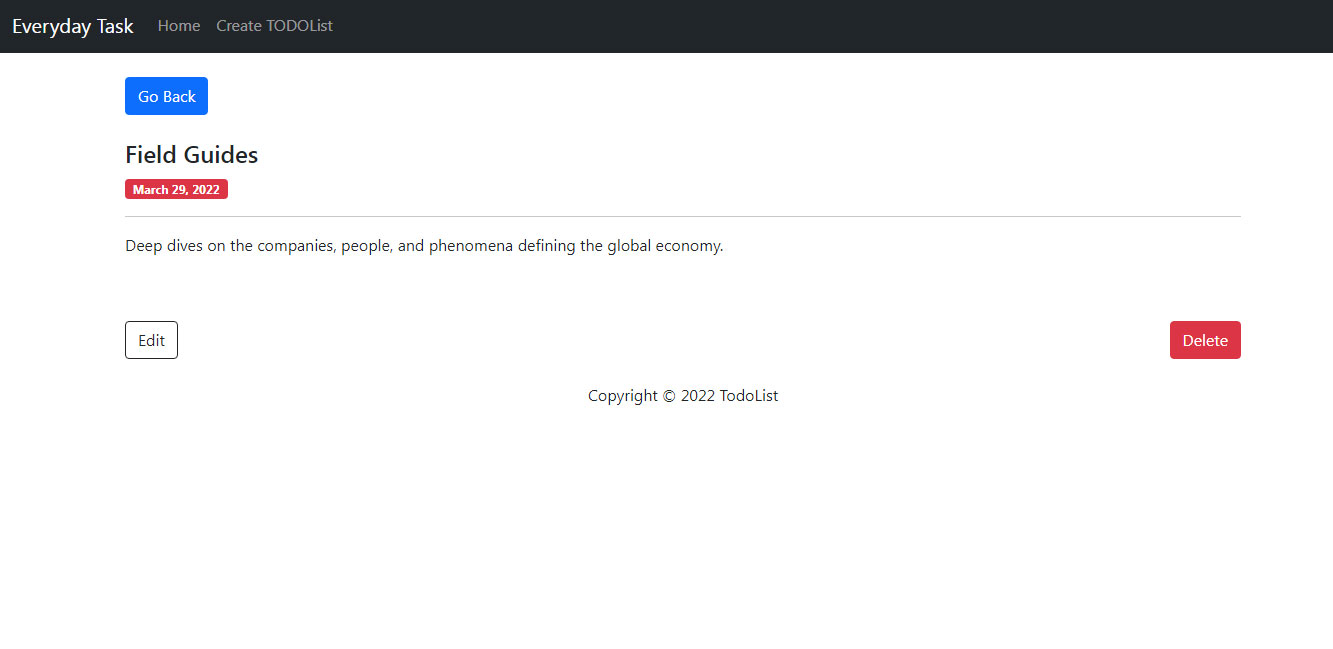 Everyday Task Home Create TODOList
Go Back
Field Guides
March 29, 2022
Deep dives on the companies, people, and phenomena defining the global economy.
Edit Delete
Copyright © 2022 TodoList